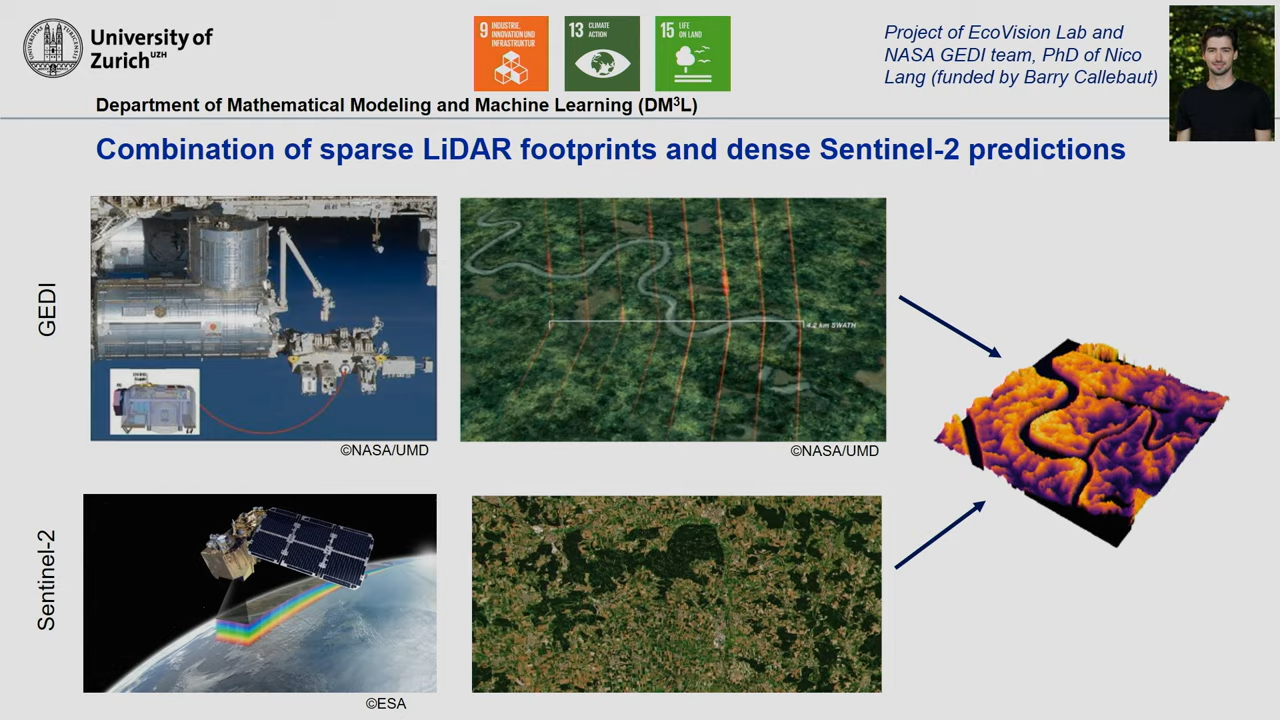 University of
Zurich UZH
9 INDUSTRIE,
INNOVATION UND
INFRASTRUKTUR
13 CLIMATE
ACTION
15 LIFE
ON LAND
Project of EcoVision Lab and
NASA GEDI team, PhD of Nico
Lang (funded by Barry Callebaut)
Department of Mathematical Modeling and Machine Learning (DM³L)
Combination of sparse LiDAR footprints and dense Sentinel-2 predictions
GEDI
4.2 km SWATH
©NASA/UMD
©NASA/UMD
Sentinel-2
©ESA